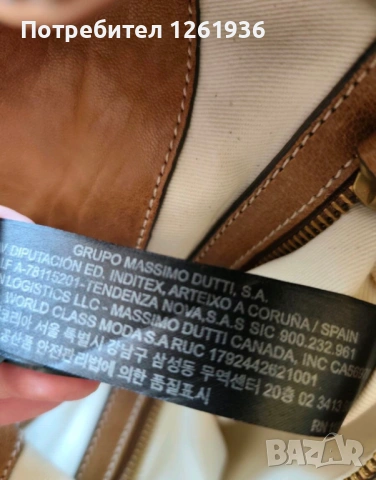 Потребител 1261936
GRUPO MASSIMO DUTTI, S.A.
DIPUTACIÓN ED. INDITEX, ARTEIXO A CORUÑA / SPAIN
A-78115201-TENDENZA NOVA.S.A.S SIC 900.232.961
LOGISTICS LLC - MASSIMO DUTTI CANADA, INC
WORLD CLASS MODA S.A RUC 1792442621001
서울 특별시 강남구 삼성동 무역센터 20층 02 3413
안전관리법에 의한 품질표시
RN
BAZAR